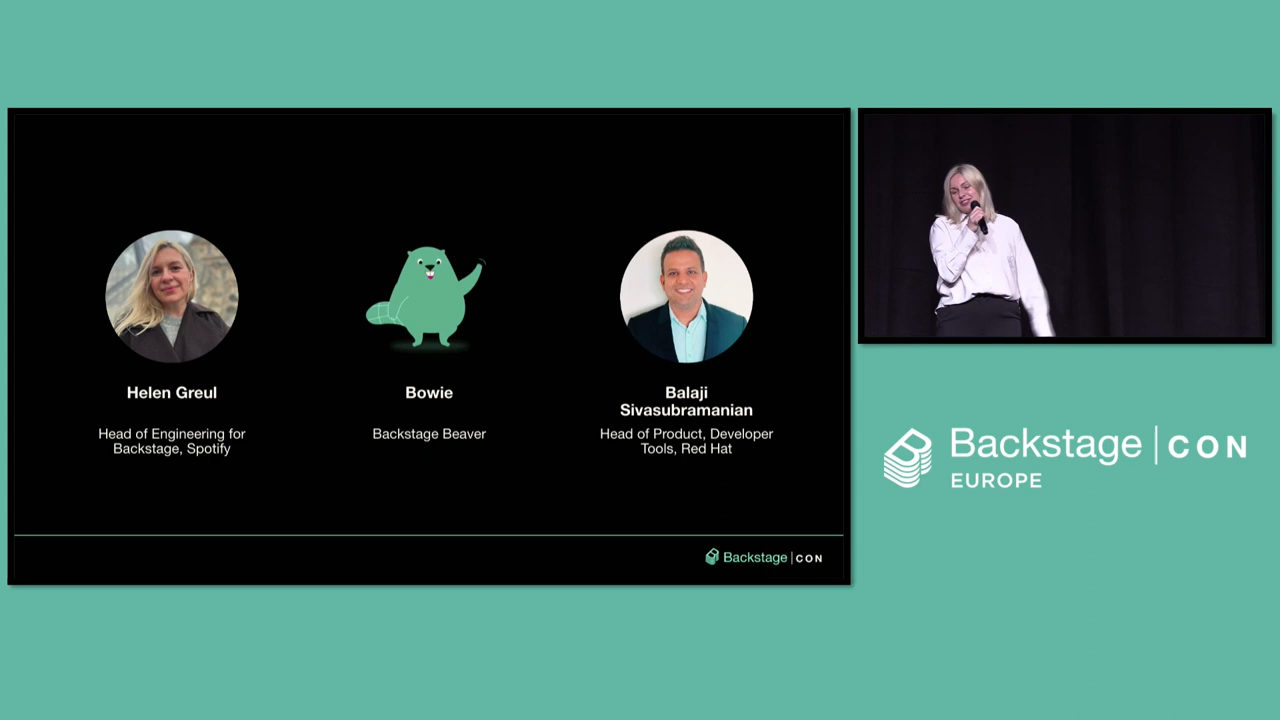 Helen Greul
Head of Engineering for
Backstage, Spotify
Bowie
Backstage Beaver
Balaji
Sivasubramanian
Head of Product, Developer
Tools, Red Hat
Backstage | CON
Backstage | CON
EUROPE